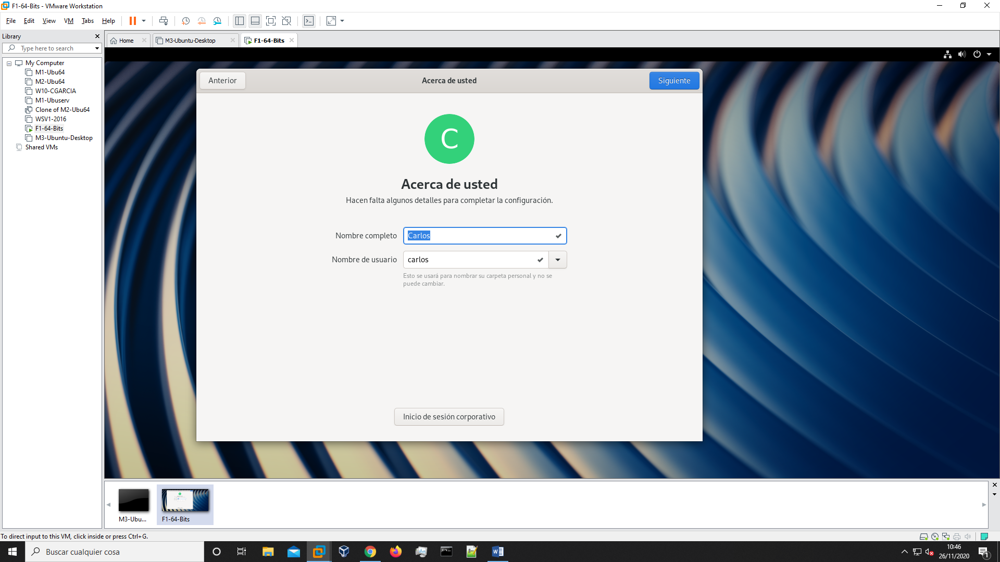 F1-64-Bits - VMware Workstation
File Edit View VM Tabs Help
Library
Type here to search
My Computer
M1-Ubu64
M2-Ubu64
W10-CGARCIA
M1-Ubuserv
Clone of M2-Ubu64
WSV1-2016
F1-64-Bits
M3-Ubuntu-Desktop
Shared VMs
Home
M3-Ubuntu-Desktop
F1-64-Bits
Anterior
Acerca de usted
Siguiente
C
Acerca de usted
Hacen falta algunos detalles para completar la configuración.
Nombre completo
Carlos
Nombre de usuario
carlos
Esto se usará para nombrar su carpeta personal y no se
puede cambiar.
Inicio de sesión corporativo
M3-Ubu...
F1-64-Bits
To direct input to this VM, click inside or press Ctrl+G.
Buscar cualquier cosa
10:46
26/11/2020
1